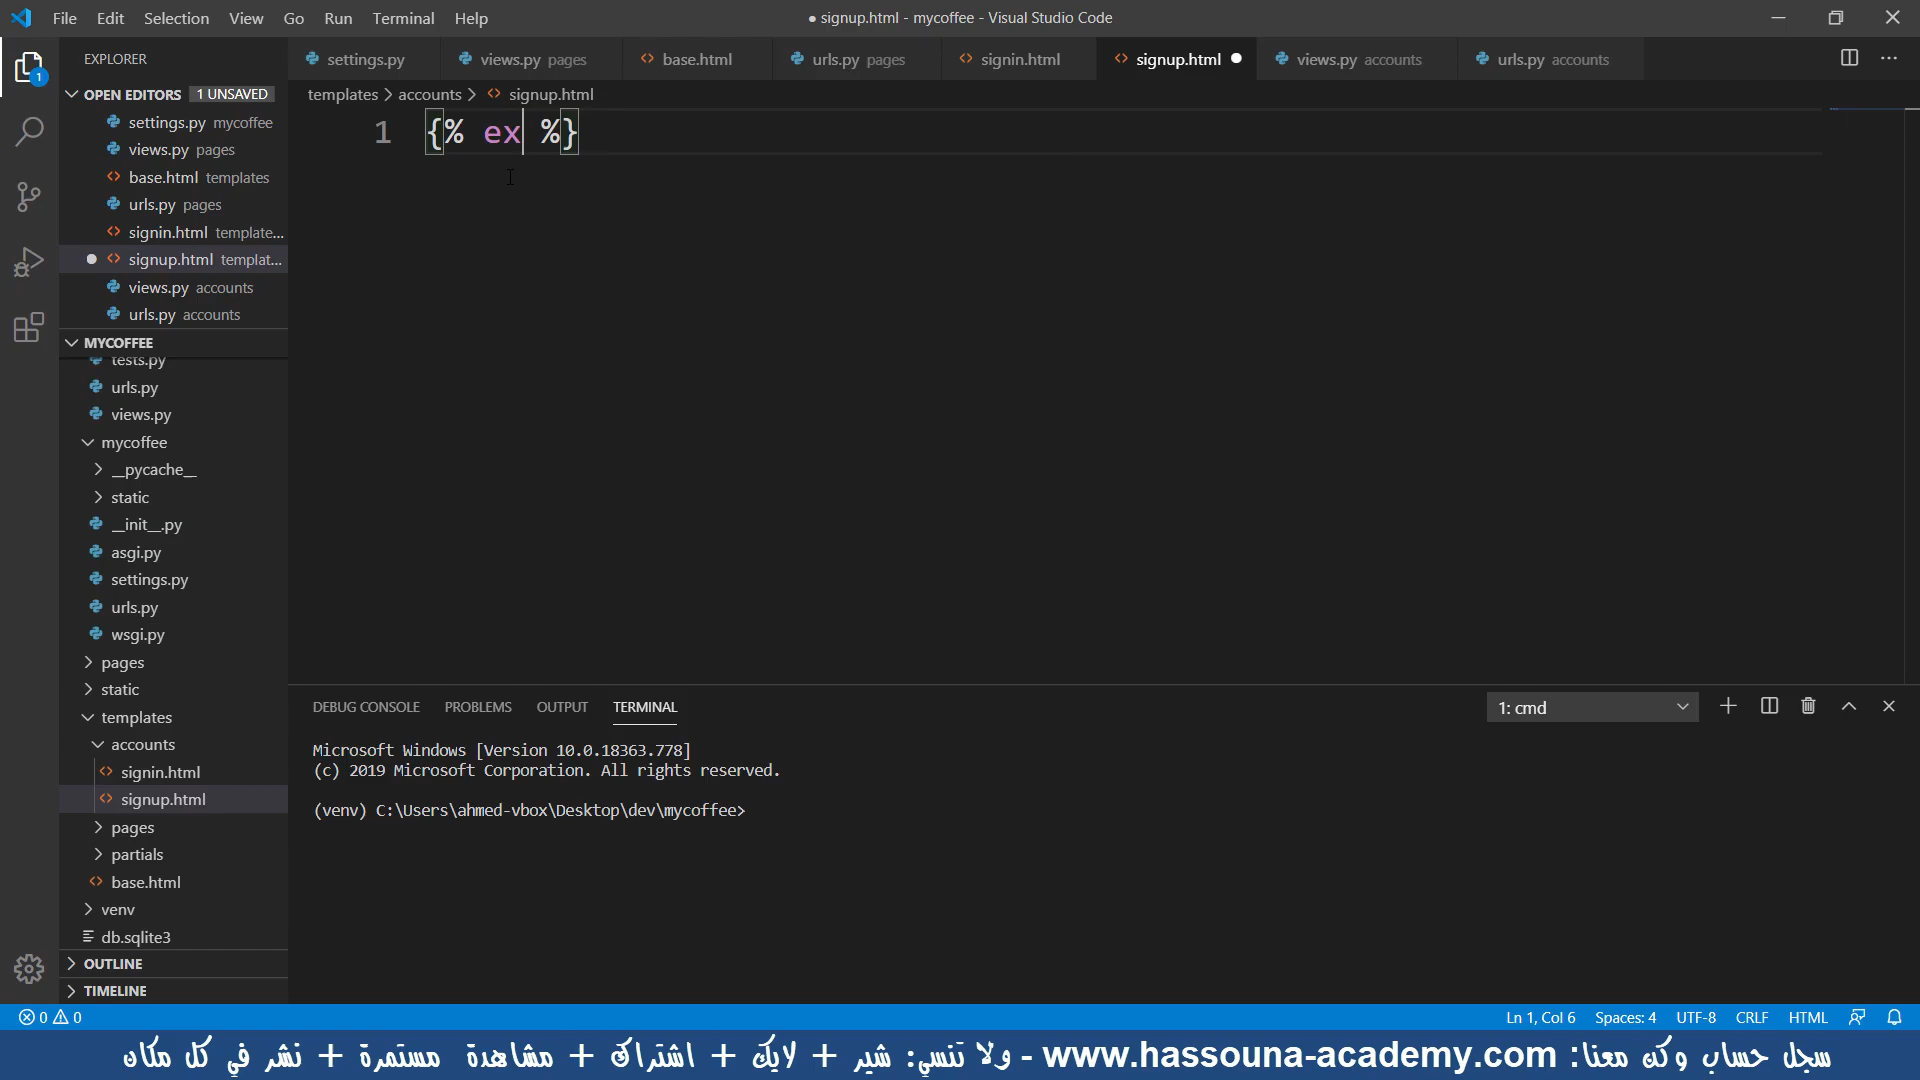 File Edit Selection View Go Run Terminal Help
● signup.html - mycoffee - Visual Studio Code
EXPLORER
settings.py
views.py pages
base.html
urls.py pages
signin.html
signup.html
views.py accounts
urls.py accounts
OPEN EDITORS 1 UNSAVED
templates > accounts > signup.html
settings.py mycoffee
views.py pages
base.html templates
urls.py pages
signin.html template...
signup.html templat...
views.py accounts
urls.py accounts
1 {% ex %}
MYCOFFEE
tests.py
urls.py
views.py
mycoffee
__pycache__
static
__init__.py
asgi.py
settings.py
urls.py
wsgi.py
pages
static
templates
accounts
signin.html
signup.html
pages
partials
base.html
venv
db.sqlite3
OUTLINE
TIMELINE
DEBUG CONSOLE PROBLEMS OUTPUT TERMINAL
1: cmd
Microsoft Windows [Version 10.0.18363.778]
(c) 2019 Microsoft Corporation. All rights reserved.
(venv) C:\Users\ahmed-vbox\Desktop\dev\mycoffee>
0 0
Ln 1, Col 6 Spaces: 4 UTF-8 CRLF HTML
سجل حساب وكن معنا: www.hassouna-academy.com - ولا تنسي: شير + لايك + اشتراك + مشاهدة مستمرة + نشر في كل مكان
1